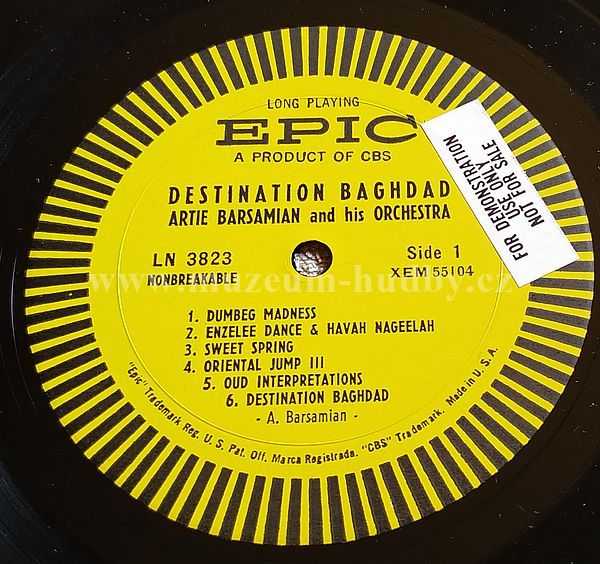 LONG PLAYING
EPIC
A PRODUCT OF CBS
FOR DEMONSTRATION
USE ONLY
NOT FOR SALE
DESTINATION BAGHDAD
ARTIE BARSAMIAN and his ORCHESTRA
LN 3823
NONBREAKABLE
Side 1
XEM 55104
www.muzeum-hudby.cz
1. DUMBEG MADNESS
2. ENZELEE DANCE & HAVAH NAGEELAH
3. SWEET SPRING
4. ORIENTAL JUMP III
5. OUD INTERPRETATIONS
6. DESTINATION BAGHDAD
- A. Barsamian -
"Epic" Trademark Reg. U. S. Pat. Off. Marca Registrada. "CBS" Trademark. Made in U. S. A.